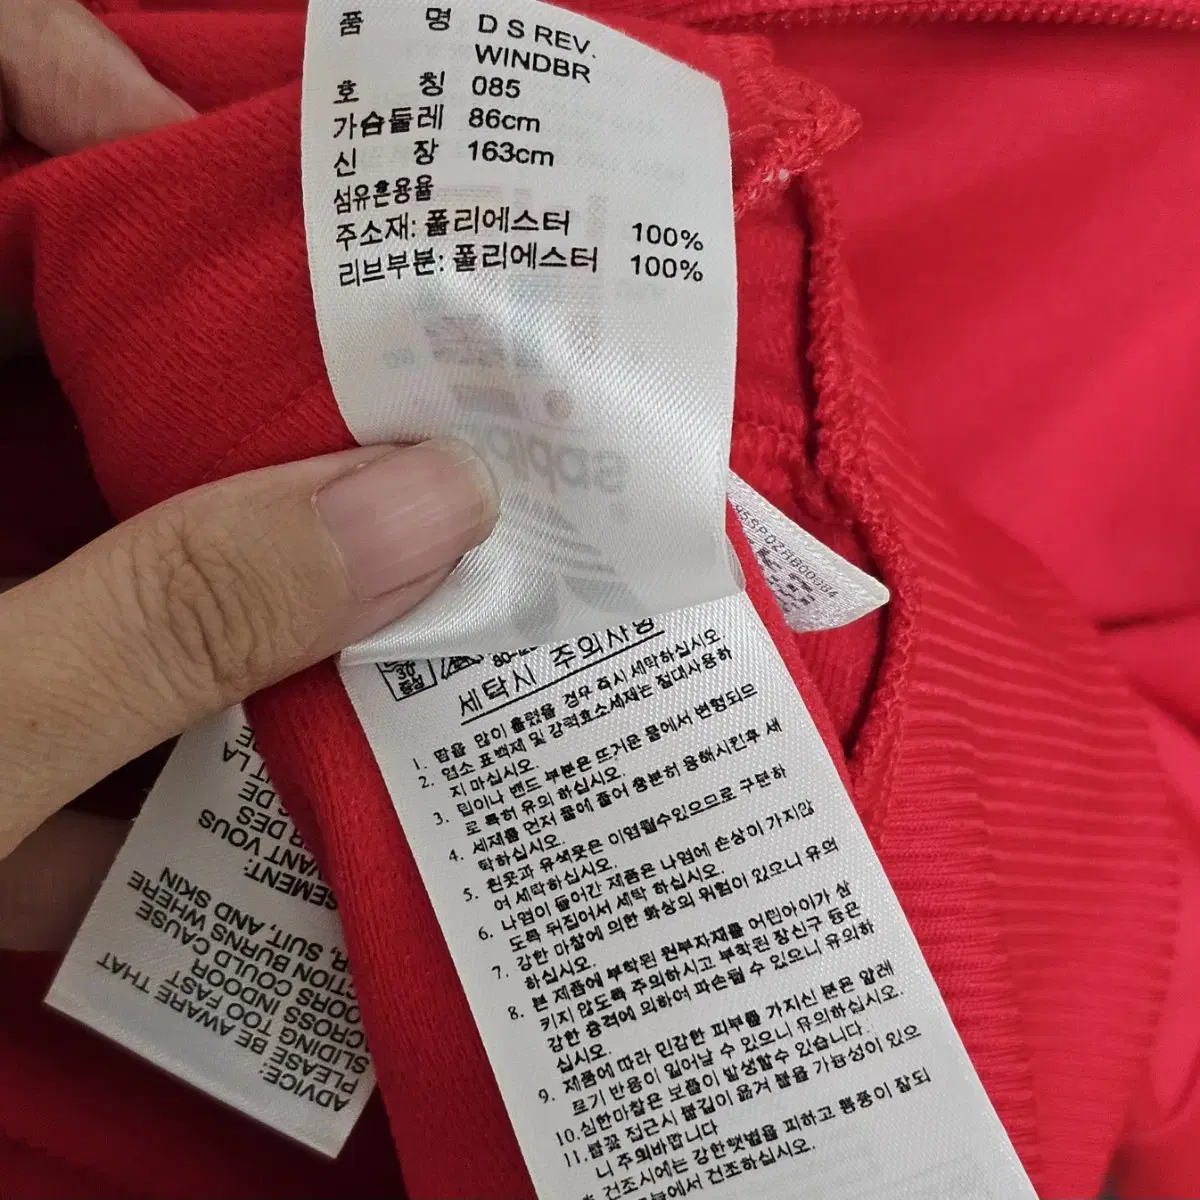 품 명 D S REV.
WINDBR
호 칭 085
가슴둘레 86cm
신 장 163cm
섬유혼용율
주소재: 폴리에스터 100%
리브부분: 폴리에스터 100%
30
중성
세탁시 주의사항
1. 땀을 많이 흘렸을 경우 즉시 세탁하십시오
2. 염소 표백제 및 강력효소세제는 절대사용하
지 마십시오.
3. 립이나 밴드 부분은 뜨거운 물에서 변형되므
로 특히 유의 하십시오.
4. 세제를 먼저 물에 풀어 충분히 용해시킨후 세
탁하십시오.
5. 흰옷과 유색옷은 이염될수있으므로 구분하
여 세탁하십시오.
6. 나염이 들어간 제품은 나염에 손상이 가지않
도록 뒤집어서 세탁 하십시오.
7. 강한 마찰에 의한 화상의 위험이 있으니 유의
하십시오.
8. 본 제품에 부착된 원부자재를 어린아이가 삼
키지 않도록 주의하시고 부착된 장신구 등은
강한 충격에 의하여 파손될 수 있으니 유의하
십시오.
9. 제품에 따라 민감한 피부를 가지신 분은 알레
르기 반응이 일어날 수 있으니 유의하십시오.
10.심한마찰은 보풀이 발생할수 있습니다.
11.불꽃 접근시 불길이 옮겨 붙을 가능성이 있으
니 주의바랍니다
건조시에는 강한햇볕을 피하고 통풍이 잘되
에서 건조하십시오.
ADVICE:
PLEASE BE AWARE THAT
SLIDING TOO FAST
ACROSS INDOOR
COULD CAUSE
BURNS WHERE
SUIT, AND SKIN
AVANT VOUS
DES
DE
LA